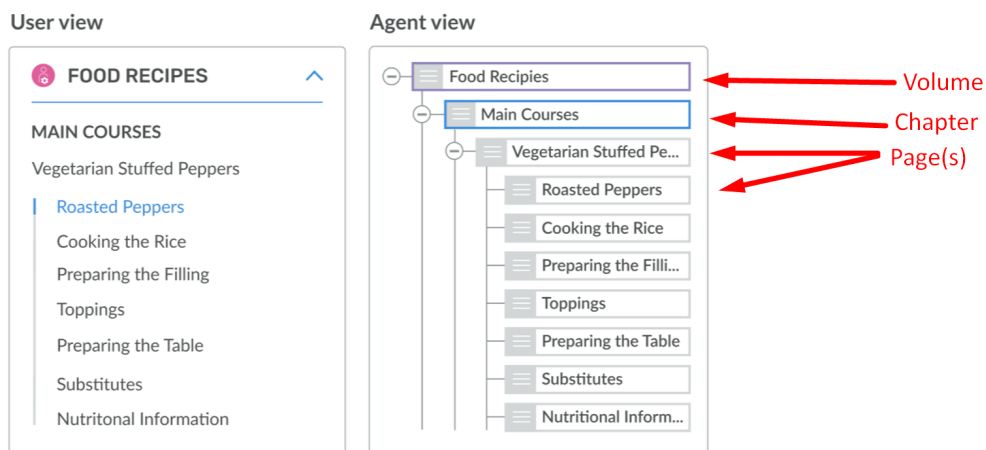 User view
FOOD RECIPES
MAIN COURSES
Vegetarian Stuffed Peppers
Roasted Peppers
Cooking the Rice
Preparing the Filling
Toppings
Preparing the Table
Substitutes
Nutritonal Information
Agent view
Food Recipies
Main Courses
Vegetarian Stuffed Pe...
Roasted Peppers
Cooking the Rice
Preparing the Filli...
Toppings
Preparing the Table
Substitutes
Nutritional Inform...
Volume
Chapter
Page(s)